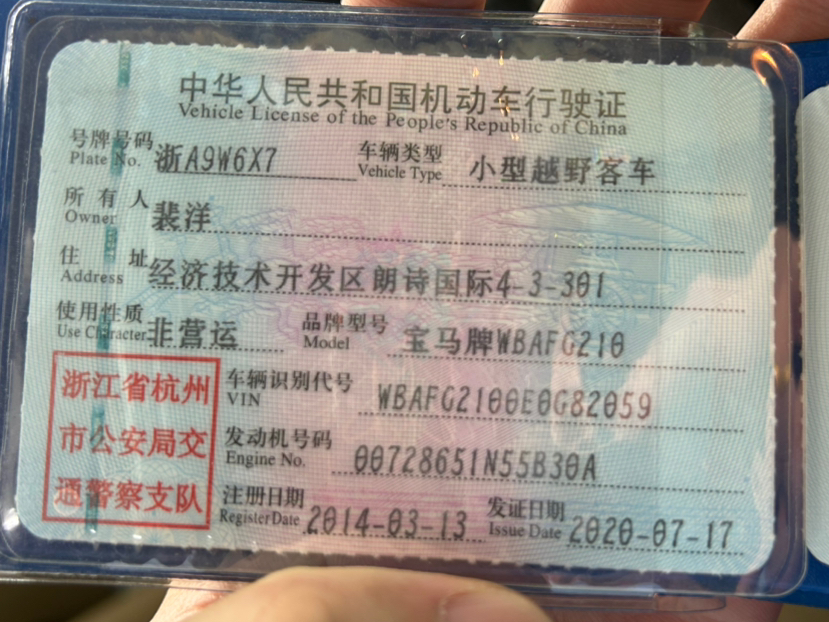 中华人民共和国机动车行驶证
Vehicle License of the People's Republic of China
号牌号码 浙A9W6X7 车辆类型 小型越野客车
Plate No. Vehicle Type
所有人 裴洋
Owner
住址 经济技术开发区朗诗国际4-3-301
Address
使用性质 非营运 品牌型号 宝马牌WBAFG210
Use Character Model
浙江省杭州
市公安局交
通警察支队
车辆识别代号 WBAFG2100E0G82059
VIN
发动机号码 00728651N55B30A
Engine No.
注册日期 2014-03-13 发证日期 2020-07-17
Register Date Issue Date